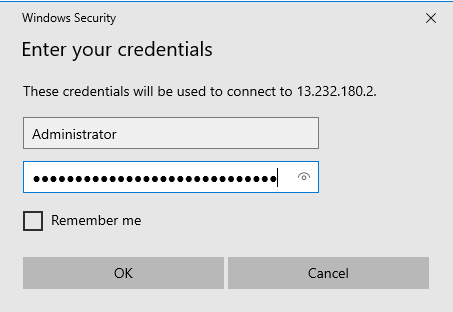 Windows Security
Enter your credentials
These credentials will be used to connect to 13.232.180.2.
Administrator
●●●●●●●●●●●●●●●●●●●●●●●●●●●●●
Remember me
OK
Cancel